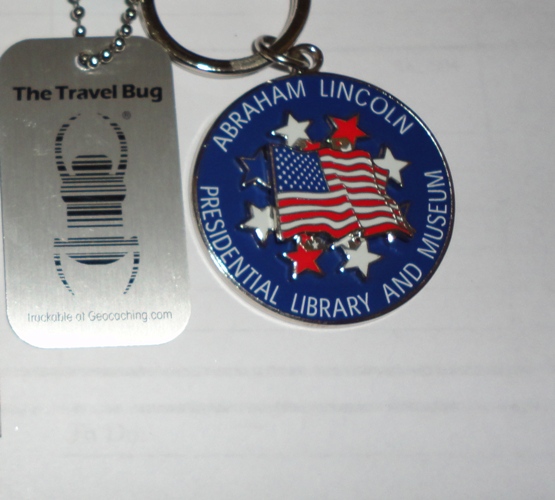 The Travel Bug
®
Trackable at Geocaching.com
ABRAHAM LINCOLN
PRESIDENTIAL LIBRARY AND MUSEUM